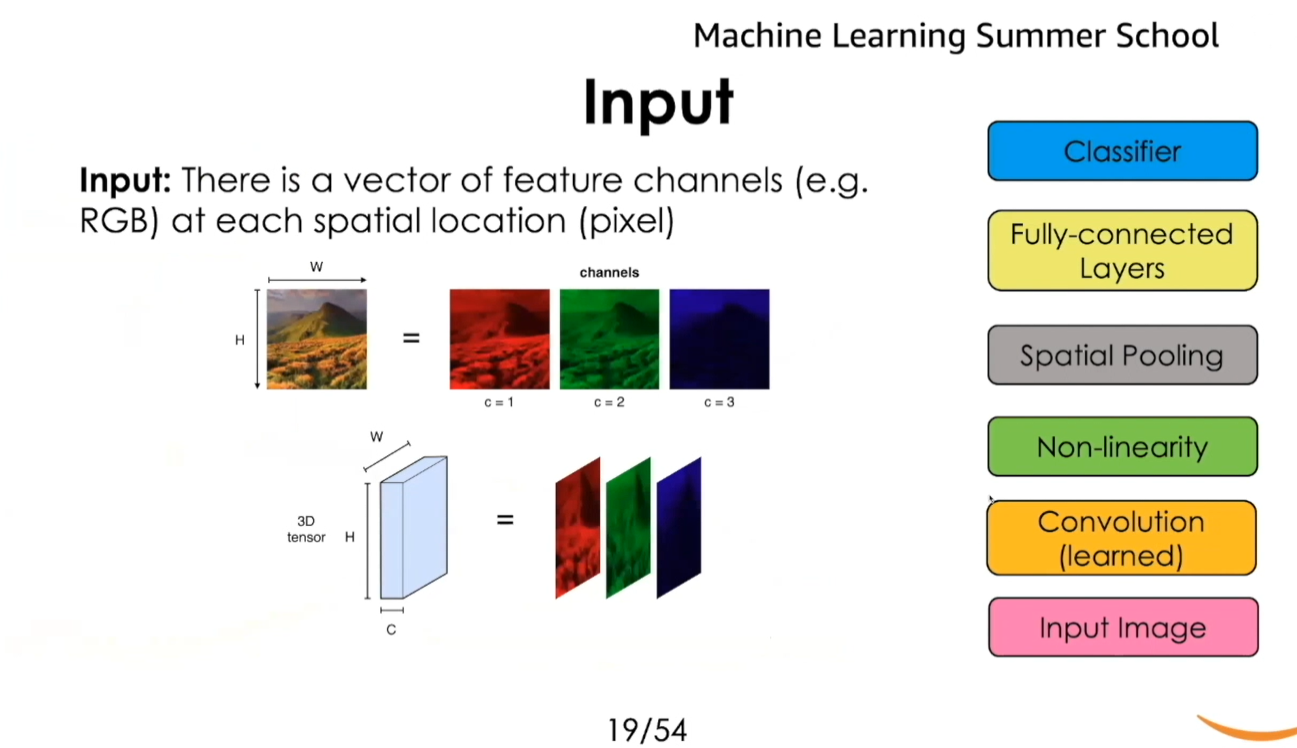 Machine Learning Summer School
Input
Input: There is a vector of feature channels (e.g.
RGB) at each spatial location (pixel)
W
H
=
channels
c = 1
c = 2
c = 3
W
3D
tensor
H
C
=
Classifier
Fully-connected
Layers
Spatial Pooling
Non-linearity
Convolution
(learned)
Input Image
19/54